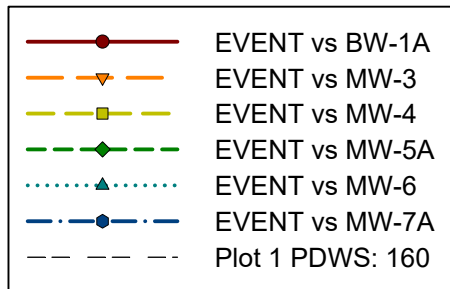 EVENT vs BW-1A
EVENT vs MW-3
EVENT vs MW-4
EVENT vs MW-5A
EVENT vs MW-6
EVENT vs MW-7A
Plot 1 PDWS: 160